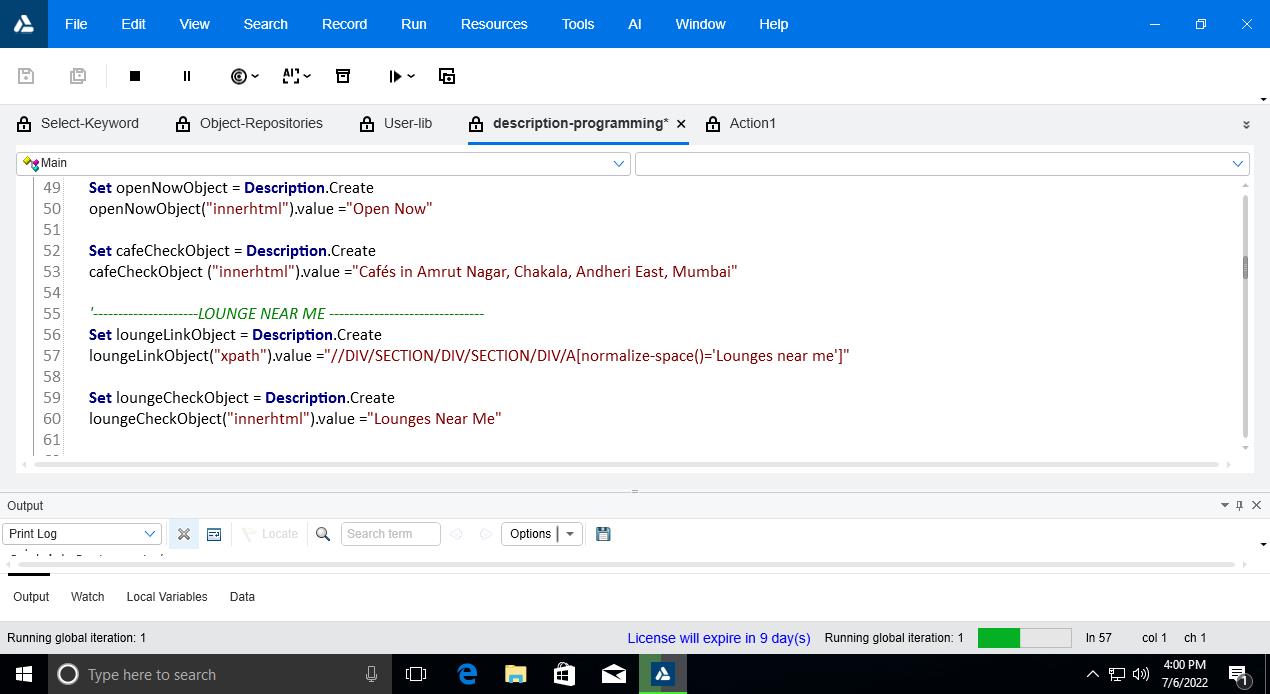 File Edit View Search Record Run Resources Tools AI Window Help
Select-Keyword Object-Repositories User-lib description-programming* Action1
Main
49 Set openNowObject = Description.Create
50 openNowObject("innerhtml").value ="Open Now"
51
52 Set cafeCheckObject = Description.Create
53 cafeCheckObject ("innerhtml").value ="Cafés in Amrut Nagar, Chakala, Andheri East, Mumbai"
54
55 '---------------------LOUNGE NEAR ME -------------------------------
56 Set loungeLinkObject = Description.Create
57 loungeLinkObject("xpath").value ="//DIV/SECTION/DIV/SECTION/DIV/A[normalize-space()='Lounges near me']"
58
59 Set loungeCheckObject = Description.Create
60 loungeCheckObject("innerhtml").value ="Lounges Near Me"
61
Output
Print Log Locate Search term Options
Output Watch Local Variables Data
Running global iteration: 1 License will expire in 9 day(s) Running global iteration: 1 ln 57 col 1 ch 1
Type here to search 4:00 PM
7/6/2022 1